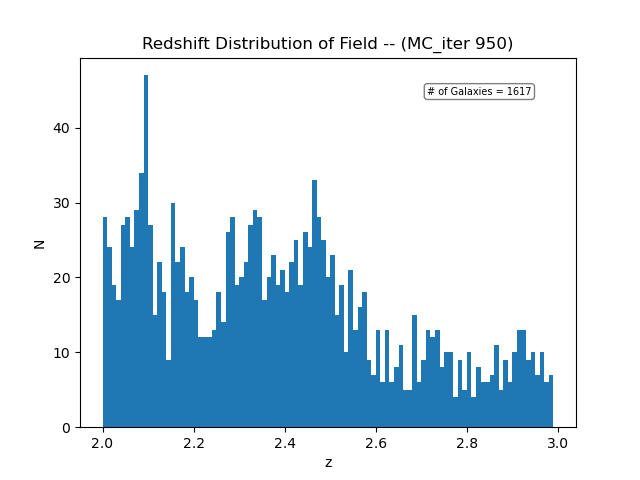 Redshift Distribution of Field -- (MC_iter 950)
# of Galaxies = 1617
40
30
N
20
10
0
2.0 2.2 2.4 2.6 2.8 3.0
z